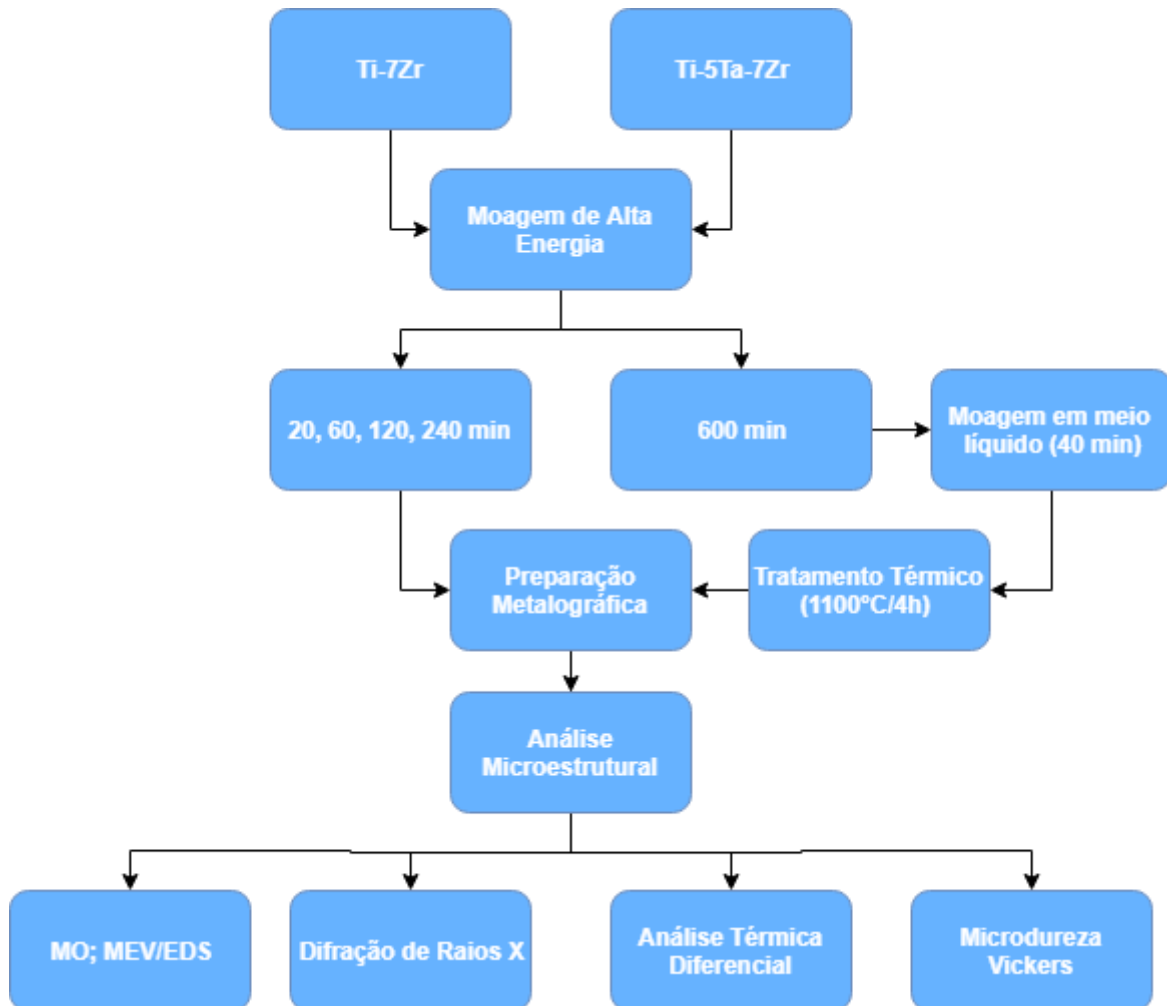 Ti-7Zr
Ti-5Ta-7Zr
Moagem de Alta
Energia
20, 60, 120, 240 min
600 min
Moagem em meio
líquido (40 min)
Preparação
Metalográfica
Tratamento Térmico
(1100ºC/4h)
Análise
Microestrutural
MO; MEV/EDS
Difração de Raios X
Análise Térmica
Diferencial
Microdureza
Vickers